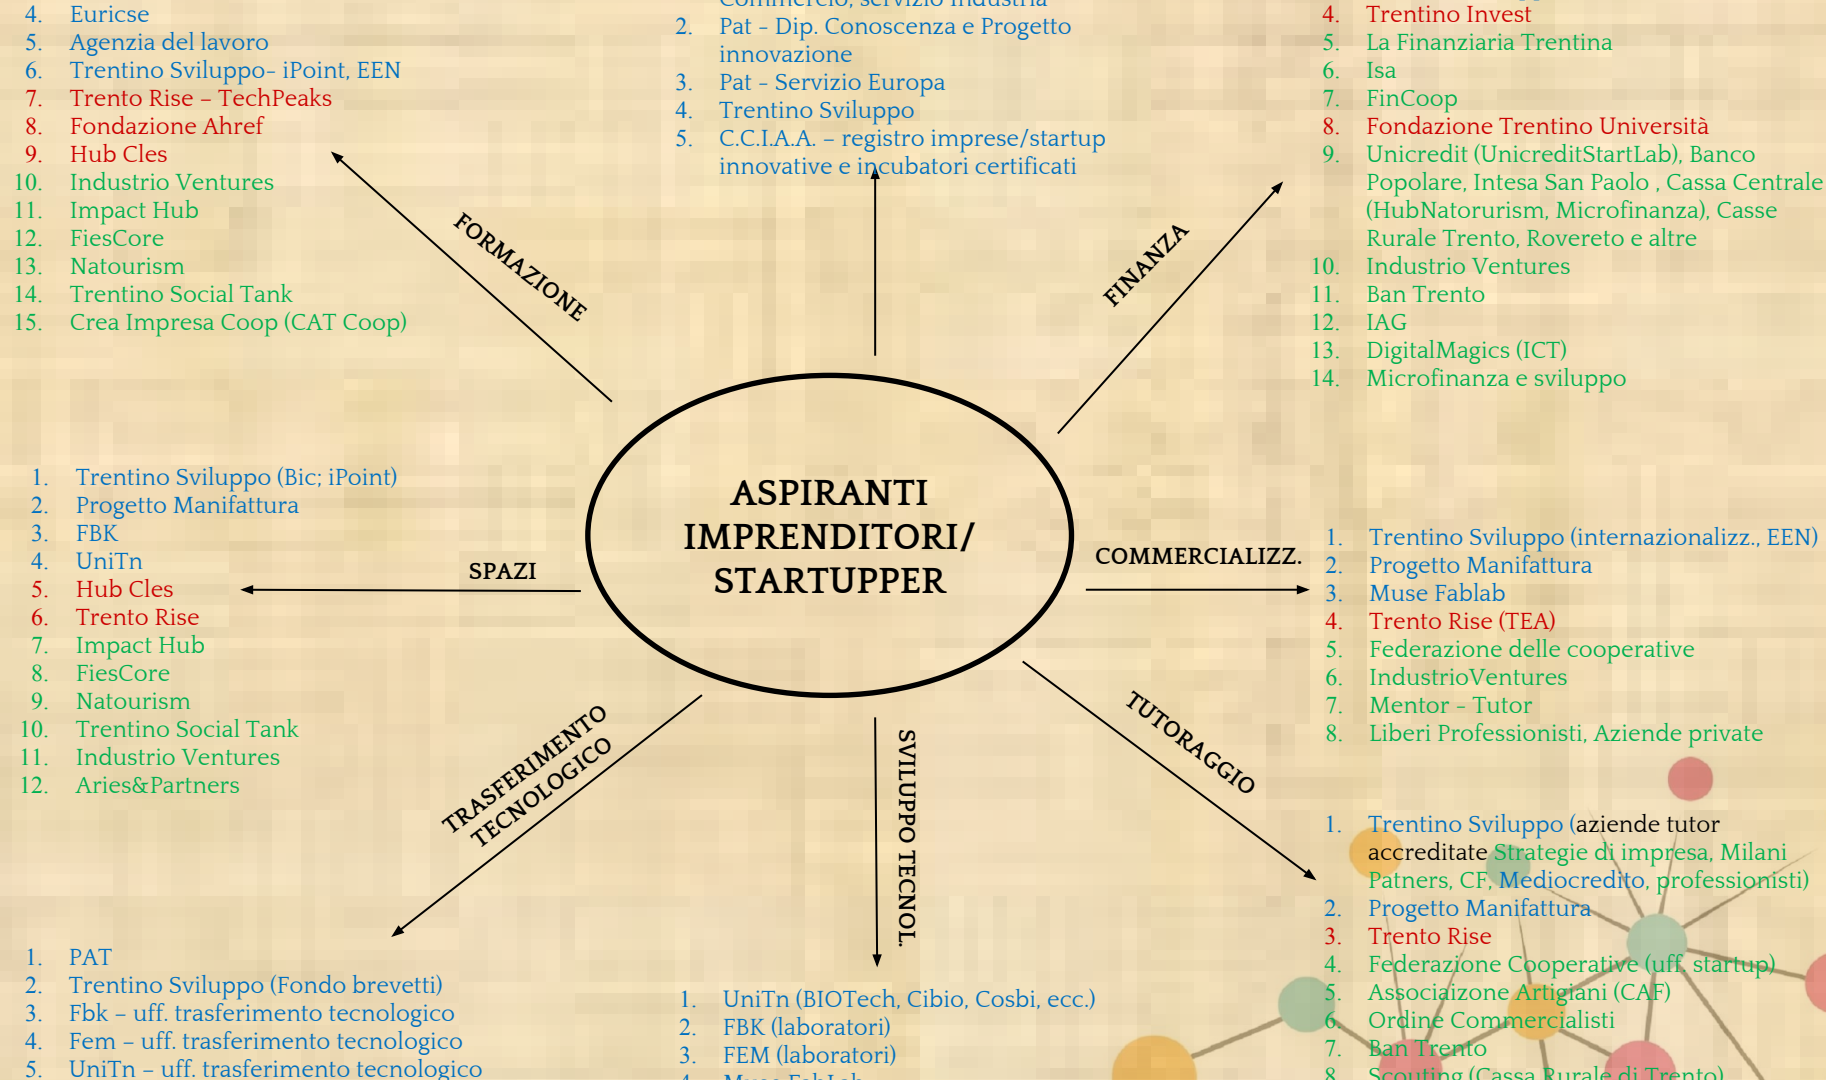 4. Euricse
5. Agenzia del lavoro
6. Trentino Sviluppo- iPoint, EEN
7. Trento Rise – TechPeaks
8. Fondazione Ahref
9. Hub Cles
10. Industrio Ventures
11. Impact Hub
12. FiesCore
13. Natourism
14. Trentino Social Tank
15. Crea Impresa Coop (CAT Coop)
Commercio, servizio Industria
2. Pat - Dip. Conoscenza e Progetto
innovazione
3. Pat - Servizio Europa
4. Trentino Sviluppo
5. C.C.I.A.A. – registro imprese/startup
innovative e incubatori certificati
4. Trentino Invest
5. La Finanziaria Trentina
6. Isa
7. FinCoop
8. Fondazione Trentino Università
9. Unicredit (UnicreditStartLab), Banco
Popolare, Intesa San Paolo , Cassa Centrale
(HubNatorurism, Microfinanza), Casse
Rurale Trento, Rovereto e altre
10. Industrio Ventures
11. Ban Trento
12. IAG
13. DigitalMagics (ICT)
14. Microfinanza e sviluppo
FORMAZIONE
FINANZA
ASPIRANTI
IMPRENDITORI/
STARTUPPER
SPAZI
1. Trentino Sviluppo (Bic; iPoint)
2. Progetto Manifattura
3. FBK
4. UniTn
5. Hub Cles
6. Trento Rise
7. Impact Hub
8. FiesCore
9. Natourism
10. Trentino Social Tank
11. Industrio Ventures
12. Aries&Partners
COMMERCIALIZZ.
1. Trentino Sviluppo (internazionalizz., EEN)
2. Progetto Manifattura
3. Muse Fablab
4. Trento Rise (TEA)
5. Federazione delle cooperative
6. IndustrioVentures
7. Mentor - Tutor
8. Liberi Professionisti, Aziende private
TRASFERIMENTO
TECNOLOGICO
SVILUPPO TECNOL.
TUTORAGGIO
1. PAT
2. Trentino Sviluppo (Fondo brevetti)
3. Fbk – uff. trasferimento tecnologico
4. Fem – uff. trasferimento tecnologico
5. UniTn – uff. trasferimento tecnologico
1. UniTn (BIOTech, Cibio, Cosbi, ecc.)
2. FBK (laboratori)
3. FEM (laboratori)
4. Muse FabLab
1. Trentino Sviluppo (aziende tutor
accreditate Strategie di impresa, Milani
Patners, CF, Mediocredito, professionisti)
2. Progetto Manifattura
3. Trento Rise
4. Federazione Cooperative (uff. startup)
5. Associaizone Artigiani (CAF)
6. Ordine Commercialisti
7. Ban Trento
8. Scouting (Cassa Rurale di Trento)